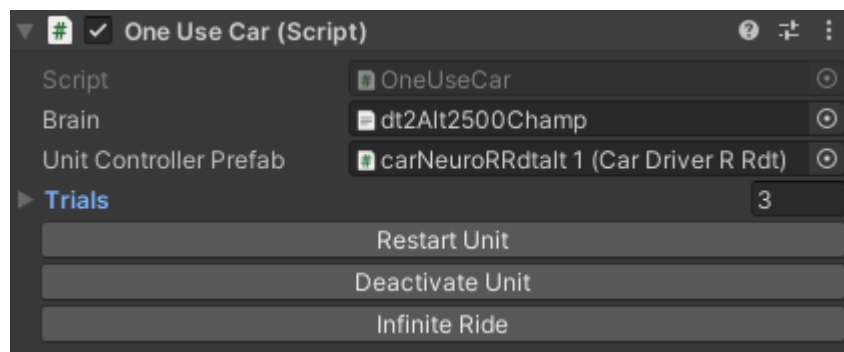 One Use Car (Script)
Script OneUseCar
Brain dt2Alt2500Champ
Unit Controller Prefab carNeuroRRdtalt 1 (Car Driver R Rdt)
Trials 3
Restart Unit
Deactivate Unit
Infinite Ride